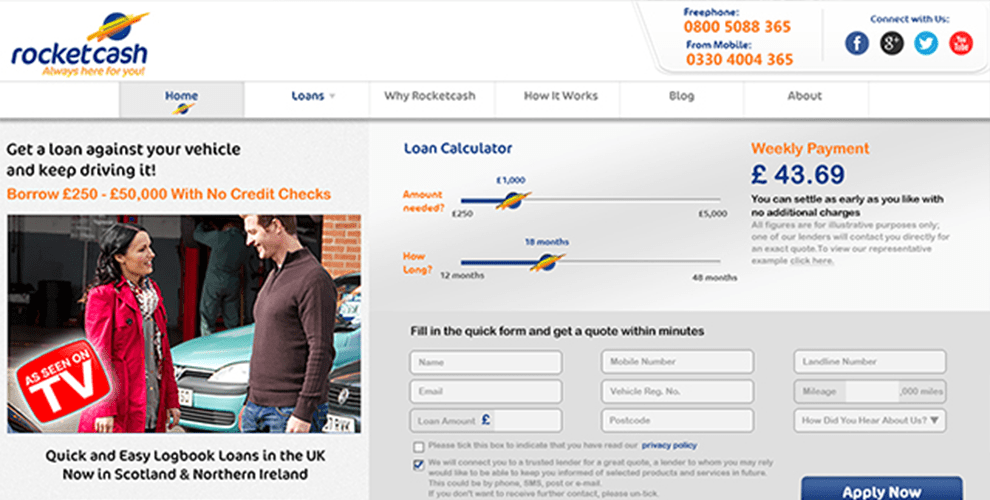 rocketcash
Always here for you!
Freephone:
0800 5088 365
From Mobile:
0330 4004 365
Connect with Us:
f
g+
You
Tube
Home
Loans
Why Rocketcash
How It Works
Blog
About
Get a loan against your vehicle
and keep driving it!
Borrow £250 - £50,000 With No Credit Checks
AS SEEN ON
TV
Quick and Easy Logbook Loans in the UK
Now in Scotland & Northern Ireland
Loan Calculator
£1,000
Amount
needed?
£250
£5,000
18 months
How
Long?
12 months
48 months
Weekly Payment
£ 43.69
You can settle as early as you like with
no additional charges
All figures are for illustrative purposes only;
one of our lenders will contact you directly for
an exact quote.To view our representative
example click here.
Fill in the quick form and get a quote within minutes
Name
Mobile Number
Landline Number
Email
Vehicle Reg. No.
Mileage
,000 miles
Loan Amount £
Postcode
How Did You Hear About Us?
Please tick this box to indicate that you have read our privacy policy
We will connect you to a trusted lender for a great quote, a lender to whom you may rely
would like to be able to keep you informed of selected products and services in future.
This could be by phone, SMS, post or e-mail.
If you don't want to receive further contact, please un-tick.
Apply Now